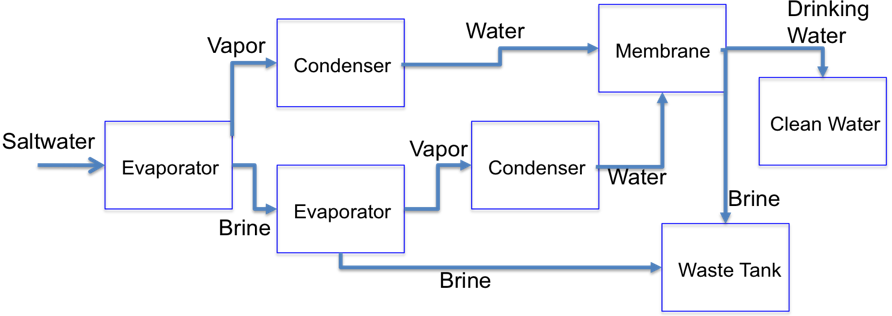 Drinking
Water
Water
Vapor
Membrane
Condenser
Clean Water
Saltwater
Vapor
Evaporator
Condenser
Water
Brine
Evaporator
Brine
Waste Tank
Brine